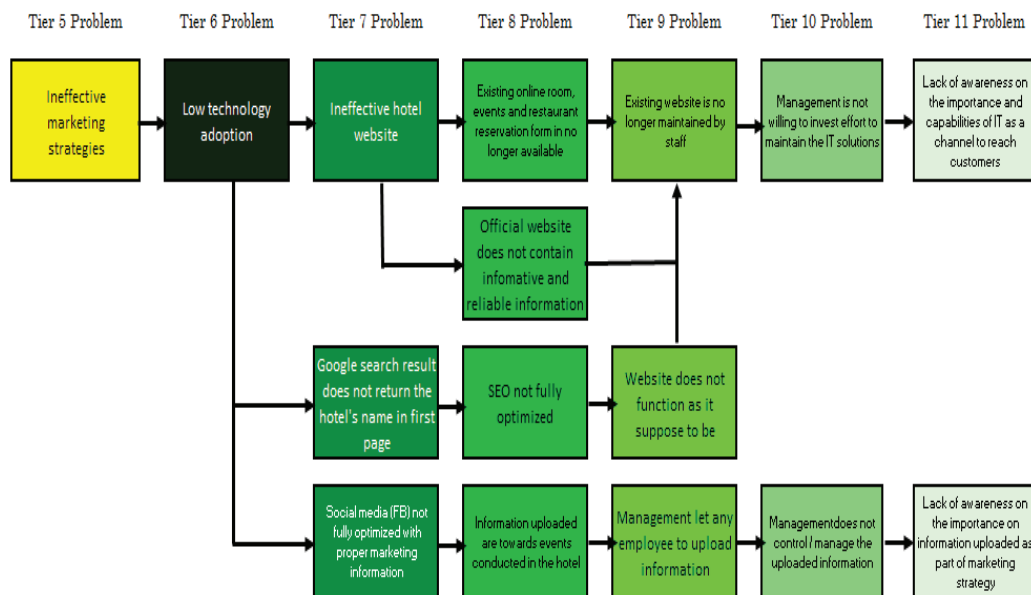 Tier 5 Problem Tier 6 Problem Tier 7 Problem Tier 8 Problem Tier 9 Problem Tier 10 Problem Tier 11 Problem
Ineffective
marketing
strategies
Low technology
adoption
Ineffective hotel
website
Existing online room,
events and restaurant
reservation form in no
longer available
Existing website is no
longer maintained by
staff
Management is not
willing to invest effort to
maintain the IT solutions
Lack of awareness on
the importance and
capabilities of IT as a
channel to reach
customers
Official website
does not contain
infomative and
reliable information
Google search result
does not return the
hotel's name in first
page
SEO not fully
optimized
Website does not
function as it
suppose to be
Social media (FB) not
fully optimized with
proper marketing
information
Information uploaded
are towards events
conducted in the hotel
Management let any
employee to upload
information
Managementdoes not
control / manage the
uploaded information
Lack of awareness on
the importance on
information uploaded as
part of marketing
strategy